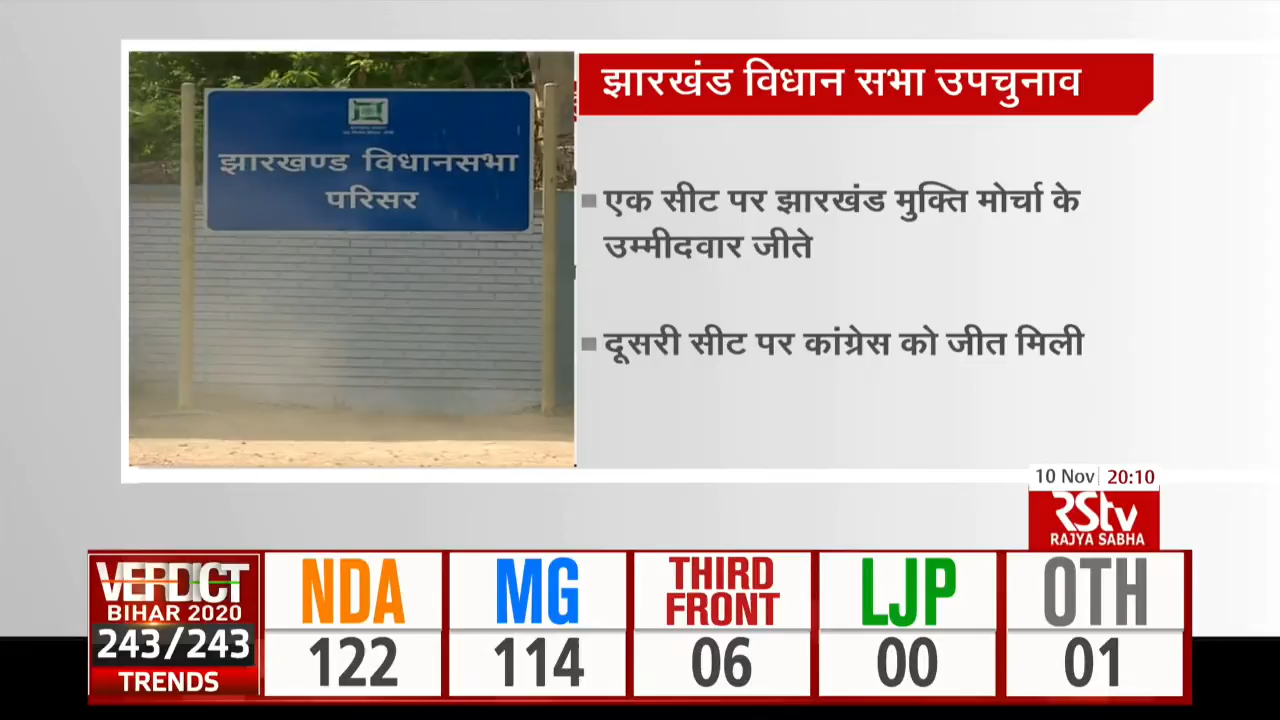 झारखंड विधान सभा उपचुनाव
झारखण्ड विधानसभा
परिसर
एक सीट पर झारखंड मुक्ति मोर्चा के
उम्मीदवार जीते
दूसरी सीट पर कांग्रेस को जीत मिली
10 Nov 20:10
RStv
RAJYA SABHA
VERDICT
BIHAR 2020
243/243
TRENDS
NDA
122
MG
114
THIRD
FRONT
06
LJP
00
OTH
01